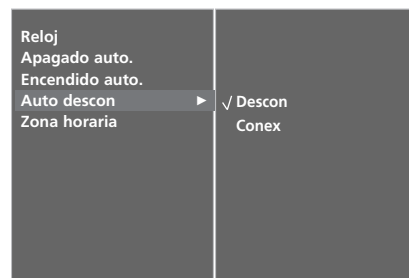 Reloj
Apagado auto.
Encendido auto.
Auto descon ►
Zona horaria
√ Descon
Conex